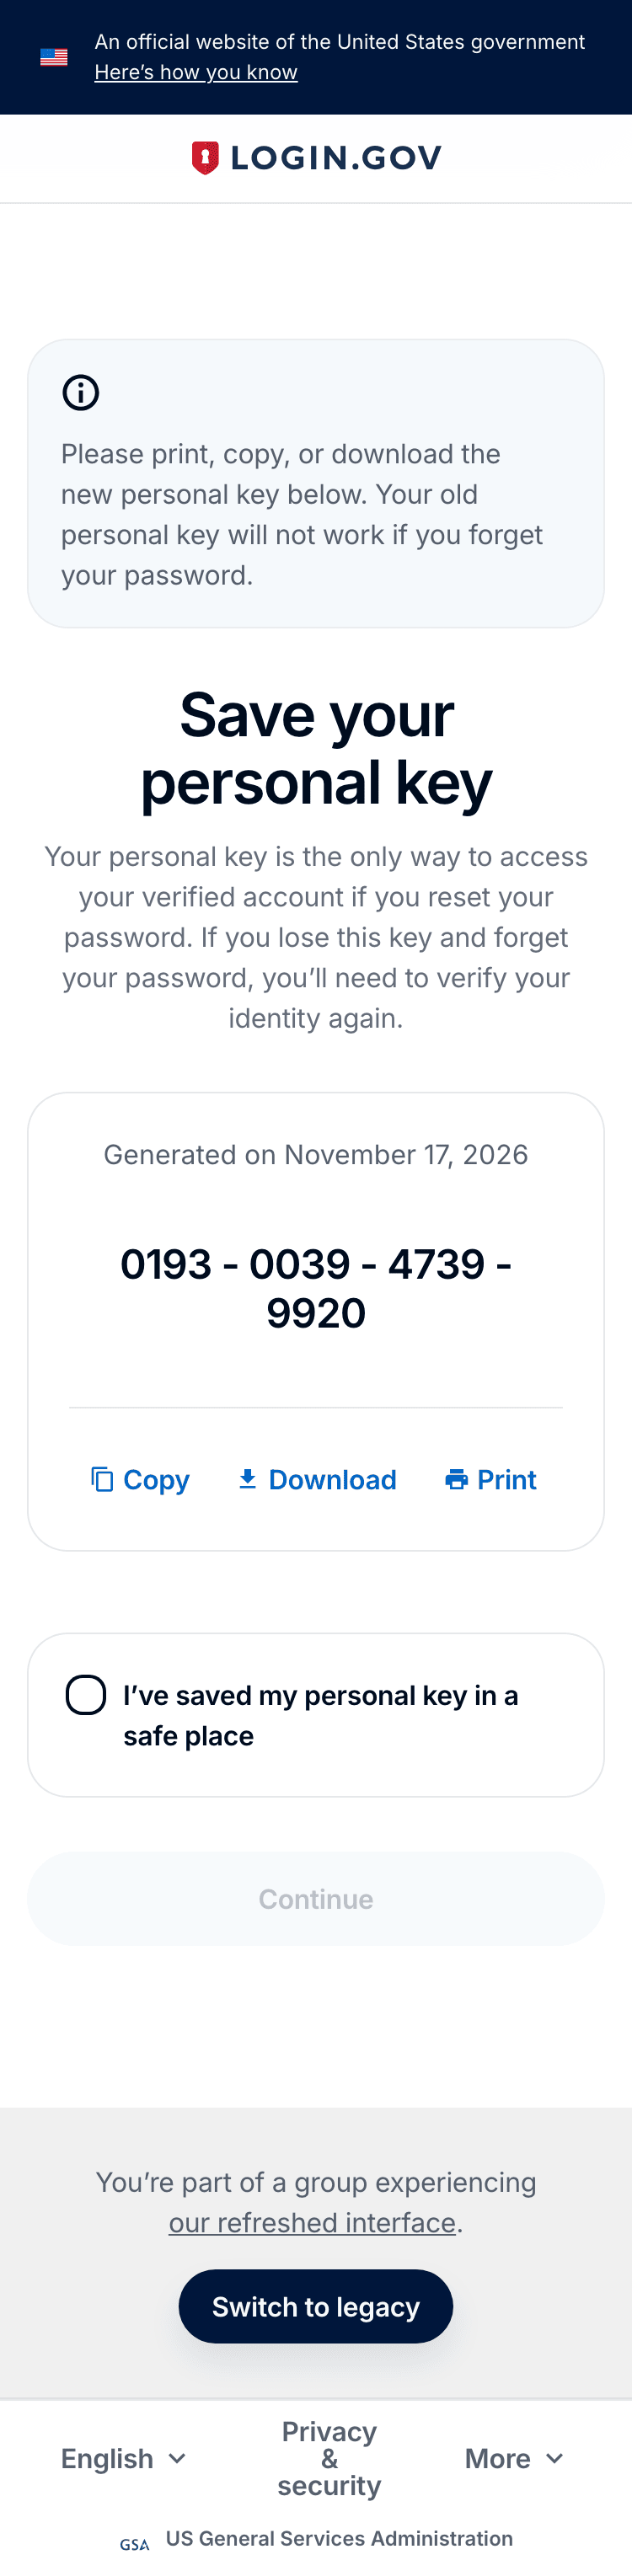 An official website of the United States government
Here’s how you know
LOGIN.GOV
Please print, copy, or download the
new personal key below. Your old
personal key will not work if you forget
your password.
Save your
personal key
Your personal key is the only way to access
your verified account if you reset your
password. If you lose this key and forget
your password, you’ll need to verify your
identity again.
Generated on November 17, 2026
0193 - 0039 - 4739 -
9920
Copy Download Print
I’ve saved my personal key in a
safe place
Continue
You’re part of a group experiencing
our refreshed interface.
Switch to legacy
English
Privacy
&
security
More
GSA US General Services Administration